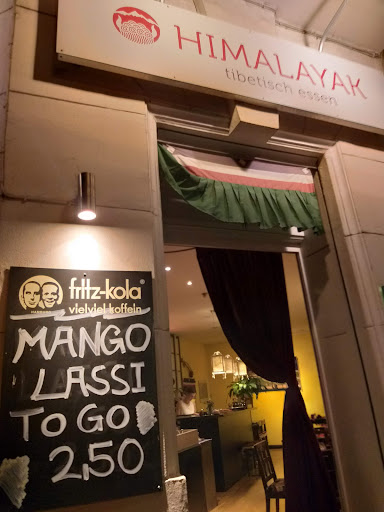 HIMALAYAK
tibetisch essen
fritz-kola®
vielviel koffein
MANGO
LASSI
TO GO
2,50